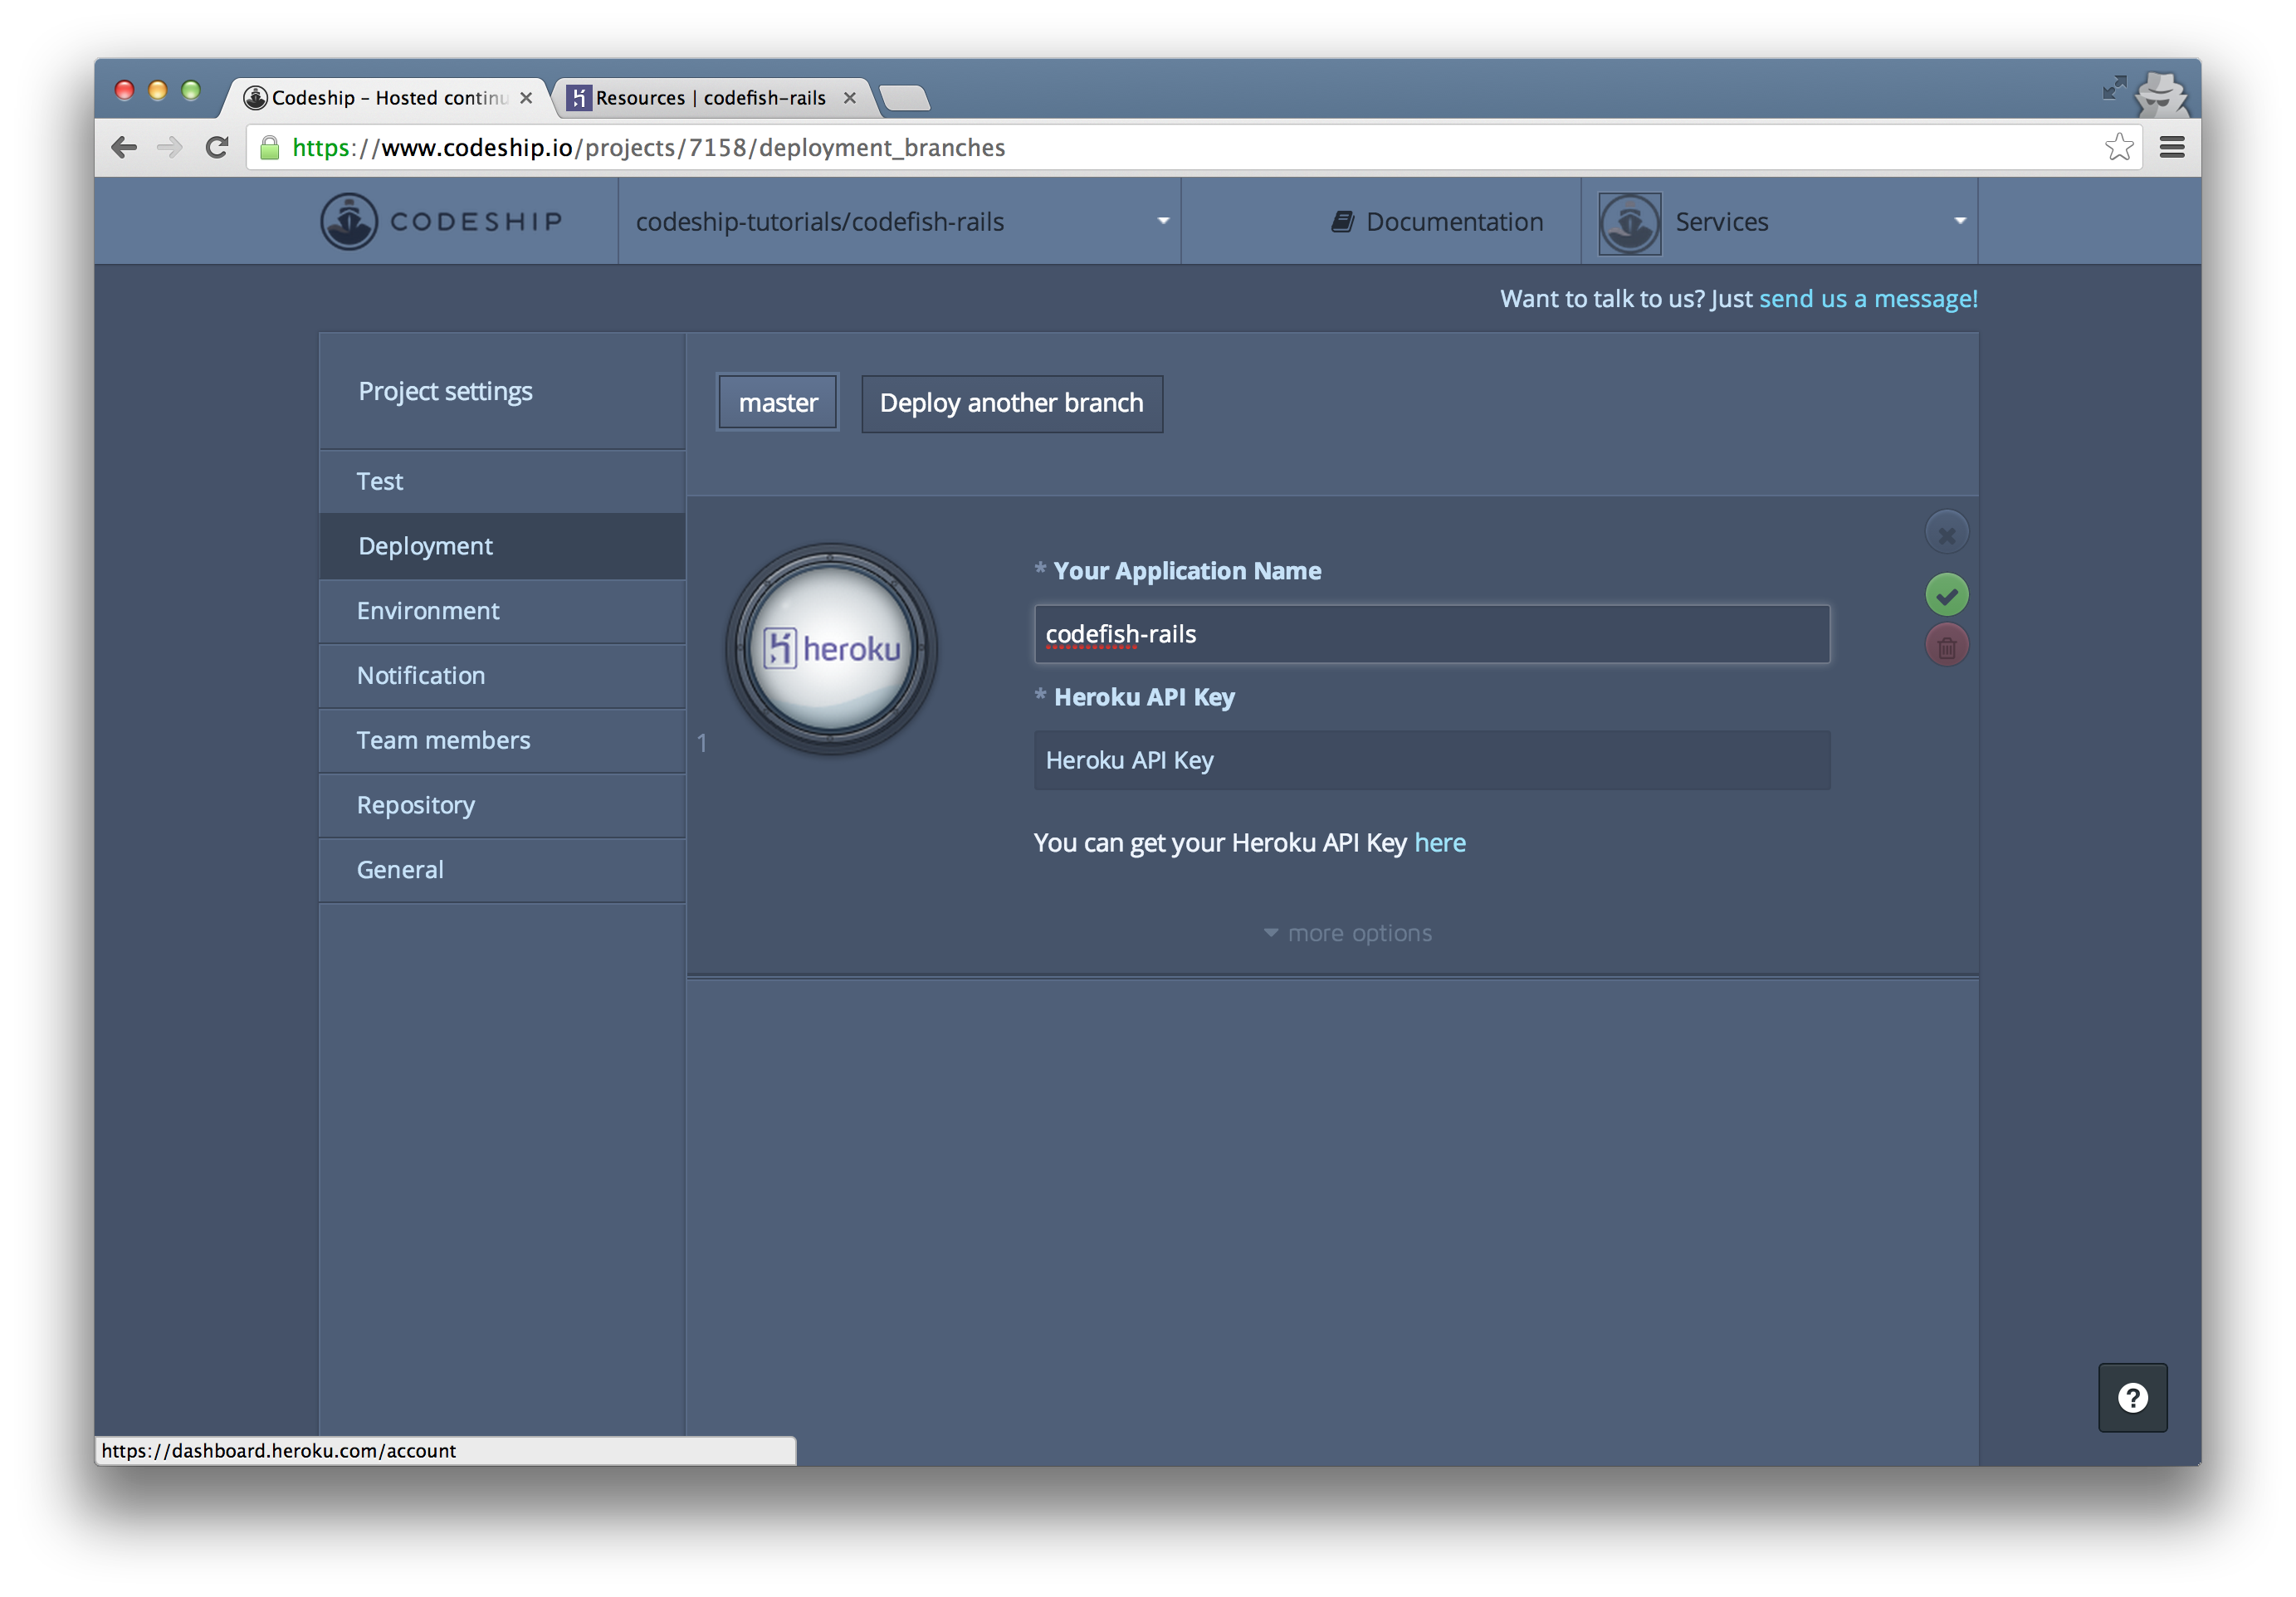 Codeship – Hosted continu
Resources | codefish-rails
https://www.codeship.io/projects/7158/deployment_branches
CODESHIP
codeship-tutorials/codefish-rails
Documentation
Services
Want to talk to us? Just send us a message!
Project settings
master
Deploy another branch
Test
Deployment
Environment
Notification
Team members
Repository
General
1
heroku
* Your Application Name
codefish-rails
* Heroku API Key
Heroku API Key
You can get your Heroku API Key here
more options
?
https://dashboard.heroku.com/account